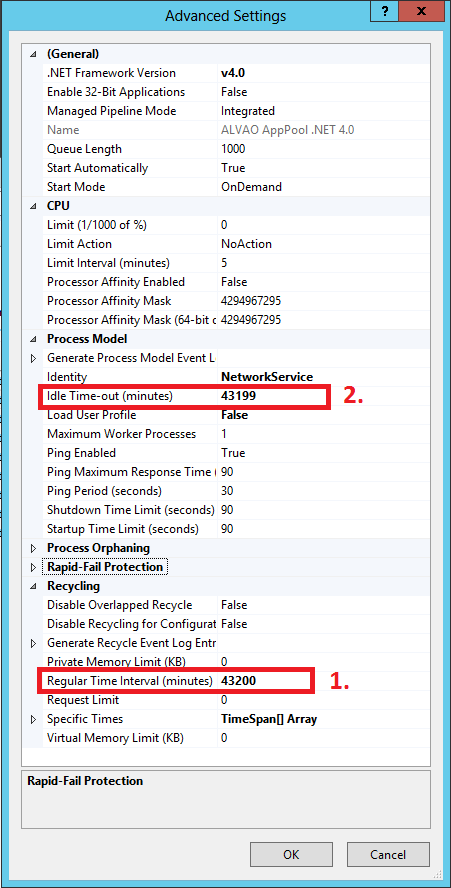 Advanced Settings
? X
(General)
.NET Framework Version v4.0
Enable 32-Bit Applications False
Managed Pipeline Mode Integrated
Name ALVAO AppPool .NET 4.0
Queue Length 1000
Start Automatically True
Start Mode OnDemand
CPU
Limit (1/1000 of %) 0
Limit Action NoAction
Limit Interval (minutes) 5
Processor Affinity Enabled False
Processor Affinity Mask 4294967295
Processor Affinity Mask (64-bit c 4294967295
Process Model
Generate Process Model Event L
Identity NetworkService
Idle Time-out (minutes) 43199 2.
Load User Profile False
Maximum Worker Processes 1
Ping Enabled True
Ping Maximum Response Time ( 90
Ping Period (seconds) 30
Shutdown Time Limit (seconds) 90
Startup Time Limit (seconds) 90
Process Orphaning
Rapid-Fail Protection
Recycling
Disable Overlapped Recycle False
Disable Recycling for Configurat False
Generate Recycle Event Log Entr
Private Memory Limit (KB) 0
Regular Time Interval (minutes) 43200 1.
Request Limit 0
Specific Times TimeSpan[] Array
Virtual Memory Limit (KB) 0
Rapid-Fail Protection
OK Cancel